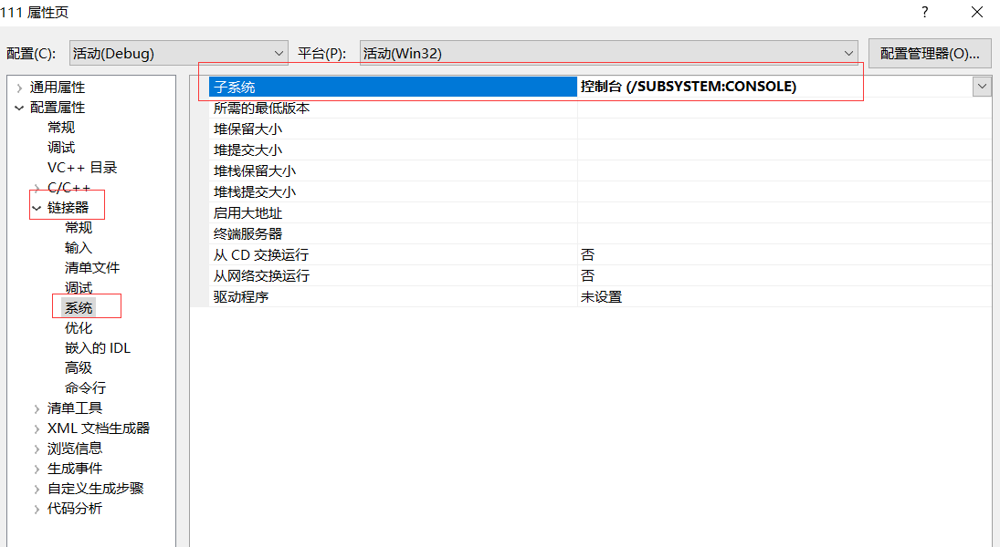 111 属性页
?
配置(C):
活动(Debug)
平台(P):
活动(Win32)
配置管理器(O)...
通用属性
配置属性
常规
调试
VC++ 目录
C/C++
链接器
常规
输入
清单文件
调试
系统
优化
嵌入的 IDL
高级
命令行
清单工具
XML 文档生成器
浏览信息
生成事件
自定义生成步骤
代码分析
子系统 控制台 (/SUBSYSTEM:CONSOLE)
所需的最低版本
堆保留大小
堆提交大小
堆栈保留大小
堆栈提交大小
启用大地址
终端服务器
从 CD 交换运行 否
从网络交换运行 否
驱动程序 未设置